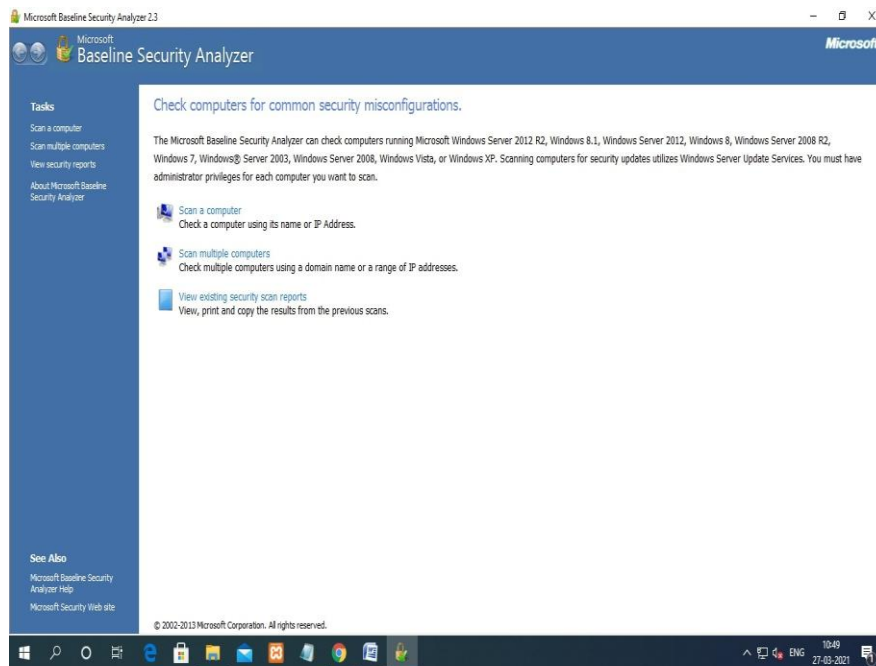 Microsoft Baseline Security Analyzer 2.3
Microsoft
Baseline Security Analyzer
Microsoft
Tasks
Scan a computer
Scan multiple computers
View security reports
About Microsoft Baseline
Security Analyzer
Check computers for common security misconfigurations.
The Microsoft Baseline Security Analyzer can check computers running Microsoft Windows Server 2012 R2, Windows 8.1, Windows Server 2012, Windows 8, Windows Server 2008 R2,
Windows 7, Windows® Server 2003, Windows Server 2008, Windows Vista, or Windows XP. Scanning computers for security updates utilizes Windows Server Update Services. You must have
administrator privileges for each computer you want to scan.
Scan a computer
Check a computer using its name or IP Address.
Scan multiple computers
Check multiple computers using a domain name or a range of IP addresses.
View existing security scan reports
View, print and copy the results from the previous scans.
See Also
Microsoft Baseline Security
Analyzer Help
Microsoft Security Web site
© 2002-2013 Microsoft Corporation. All rights reserved.
ENG
10:49
27-03-2021
1